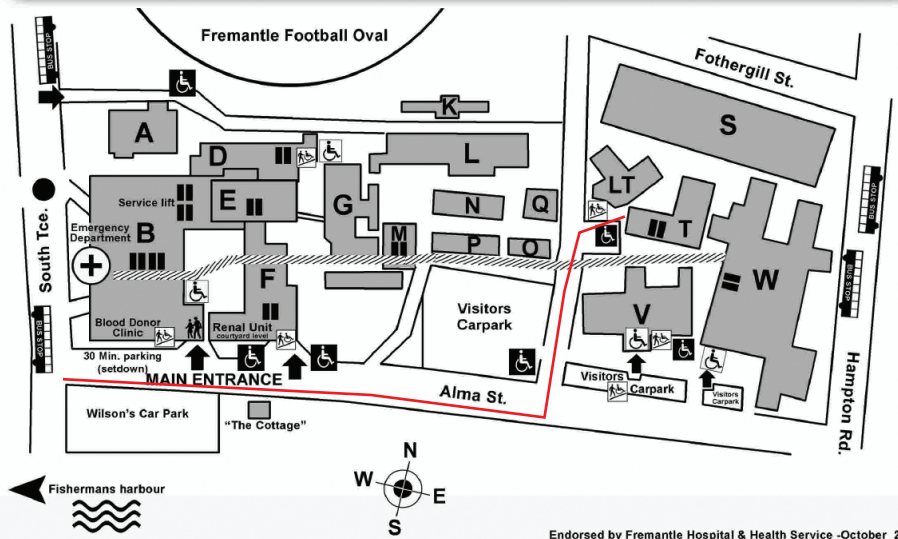 Fremantle Football Oval
Fothergill St.
BUS STOP
K
S
A
D
L
LT
BUS STOP
Service lift
E
G
N
Q
South Tce.
Emergency
Department
B
M
P
O
T
F
W
BUS STOP
Visitors
Carpark
V
BUS STOP
Blood Donor
Clinic
Renal Unit
courtyard level
30 Min. parking
(setdown)
MAIN ENTRANCE
Visitors
Carpark
Visitors
Carpark
Alma St.
Hampton Rd.
Wilson's Car Park
"The Cottage"
N
W
E
S
Fishermans harbour
Endorsed by Fremantle Hospital & Health Service -October 2